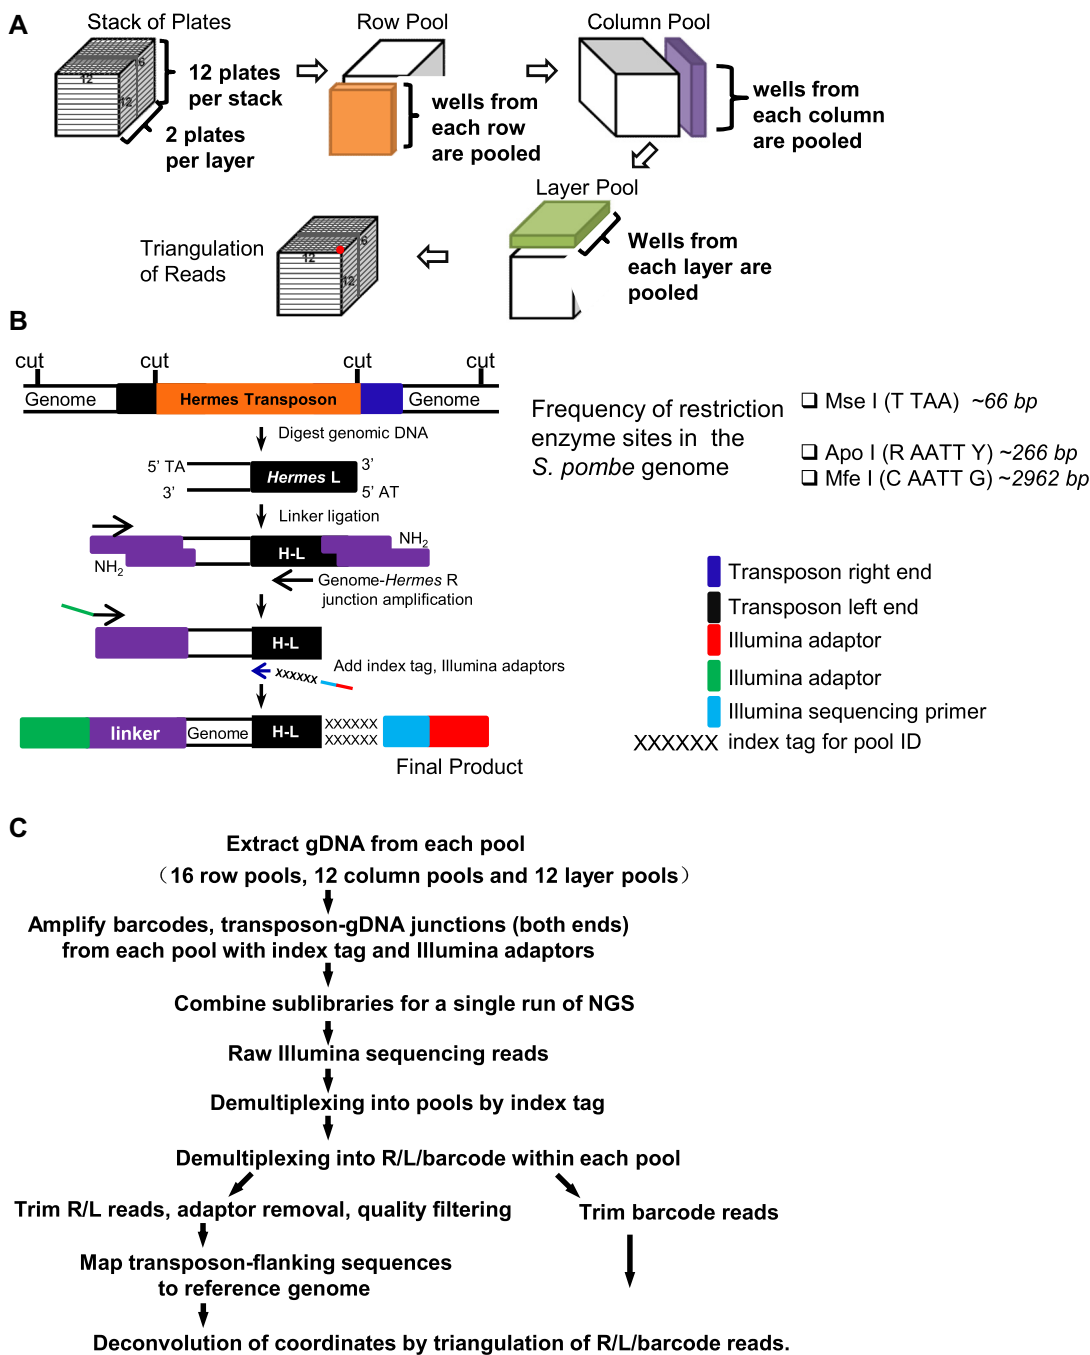 A
Stack of Plates
Row Pool
Column Pool
12
6
12
12 plates
per stack
2 plates
per layer
wells from
each row
are pooled
wells from
each column
are pooled
Layer Pool
Wells from
each layer are
pooled
Triangulation
of Reads
12
6
12
B
cut
cut
cut
cut
Genome
Hermes Transposon
Genome
Digest genomic DNA
5’ TA
3’
Hermes L
3’
5’ AT
Linker ligation
NH2
NH2
H-L
Genome-Hermes R
junction amplification
H-L
XXXXXX
Add index tag, Illumina adaptors
linker
Genome
H-L
XXXXXX
XXXXXX
Final Product
Frequency of restriction
enzyme sites in the
S. pombe genome
❑ Mse I (T TAA) ~66 bp
❑ Apo I (R AATT Y) ~266 bp
❑ Mfe I (C AATT G) ~2962 bp
Transposon right end
Transposon left end
Illumina adaptor
Illumina adaptor
Illumina sequencing primer
XXXXXX index tag for pool ID
C
Extract gDNA from each pool
（16 row pools, 12 column pools and 12 layer pools）
Amplify barcodes, transposon-gDNA junctions (both ends)
from each pool with index tag and Illumina adaptors
Combine sublibraries for a single run of NGS
Raw Illumina sequencing reads
Demultiplexing into pools by index tag
Demultiplexing into R/L/barcode within each pool
Trim R/L reads, adaptor removal, quality filtering
Trim barcode reads
Map transposon-flanking sequences
to reference genome
Deconvolution of coordinates by triangulation of R/L/barcode reads.